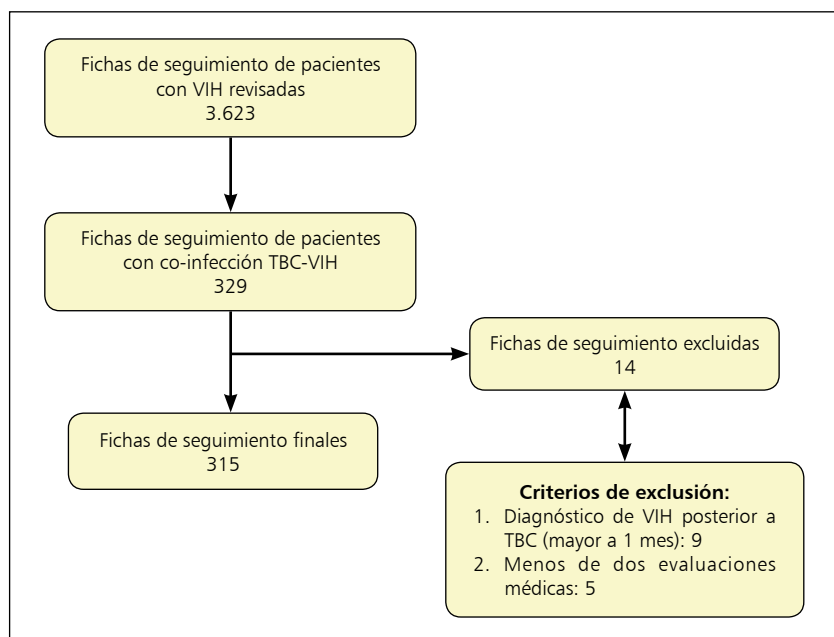 Fichas de seguimiento de pacientes
con VIH revisadas
3.623
Fichas de seguimiento de pacientes
con co-infección TBC-VIH
329
Fichas de seguimiento excluidas
14
Fichas de seguimiento finales
315
Criterios de exclusión:
1. Diagnóstico de VIH posterior a
TBC (mayor a 1 mes): 9
2. Menos de dos evaluaciones
médicas: 5